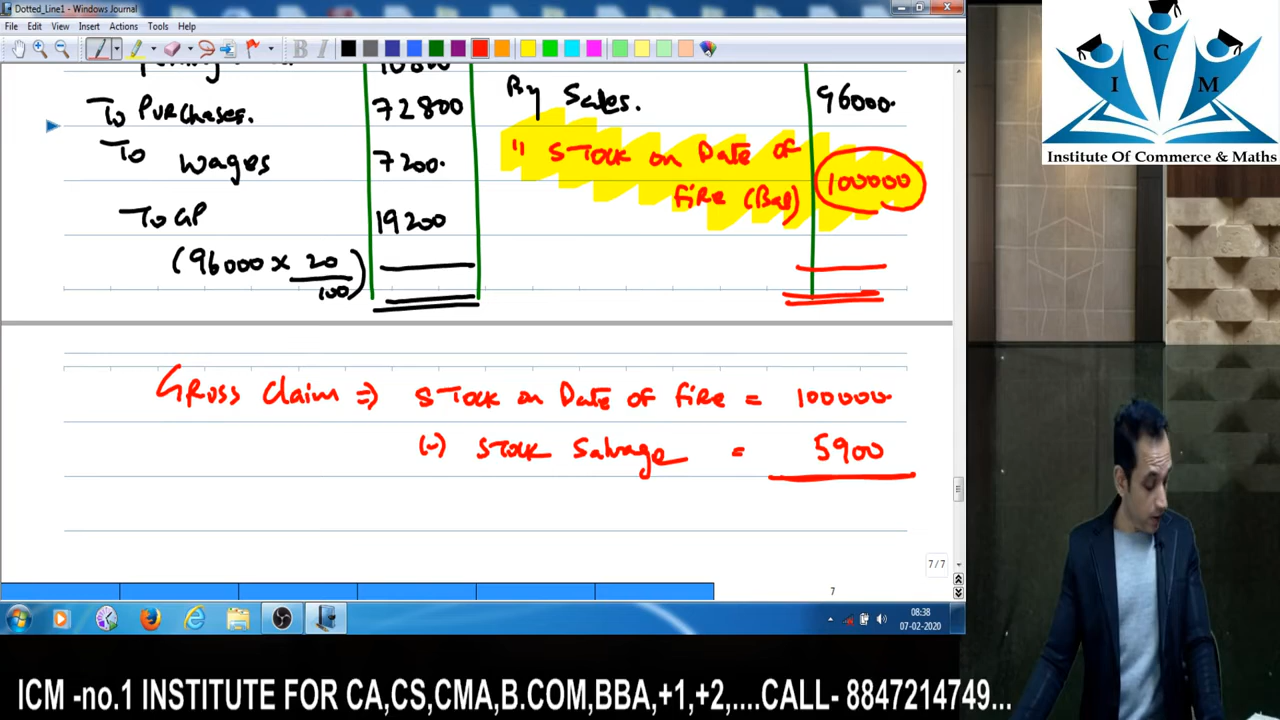 Dotted_Line1 - Windows Journal
File Edit View Insert Actions Tools Help
B I
To Purchases. 72800 By Sales. 96000.
To wages 7200. " Stock on Date of fire (Bal) 100000
To GP 19200
(96000 × 20/100)
Gross Claim ⇒ Stock on Date of fire = 100000.
(-) Stock Salvage = 5900
7/7
7
08:38
07-02-2020
I C M
Institute Of Commerce & Maths
ICM -no.1 INSTITUTE FOR CA,CS,CMA,B.COM,BBA,+1,+2,....CALL- 8847214749...